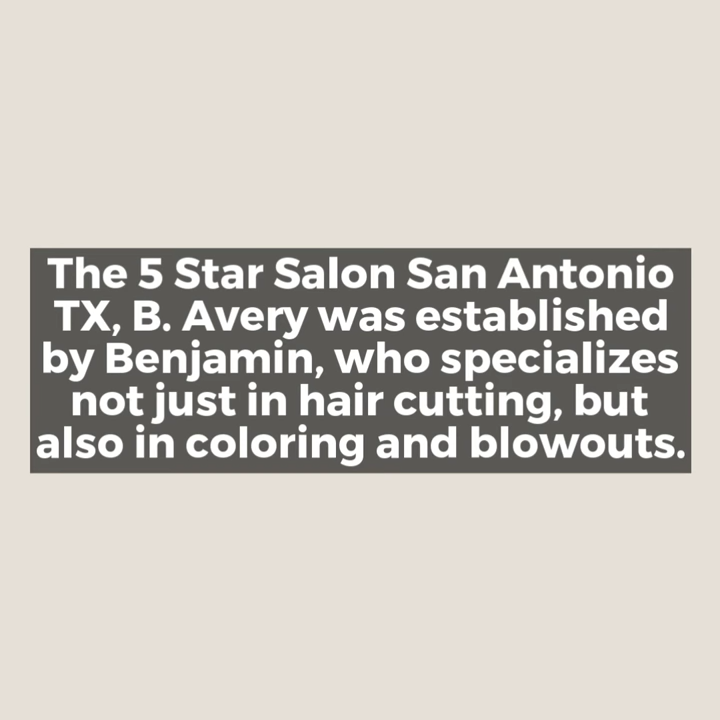 The 5 Star Salon San Antonio
TX, B. Avery was established
by Benjamin, who specializes
not just in hair cutting, but
also in coloring and blowouts.